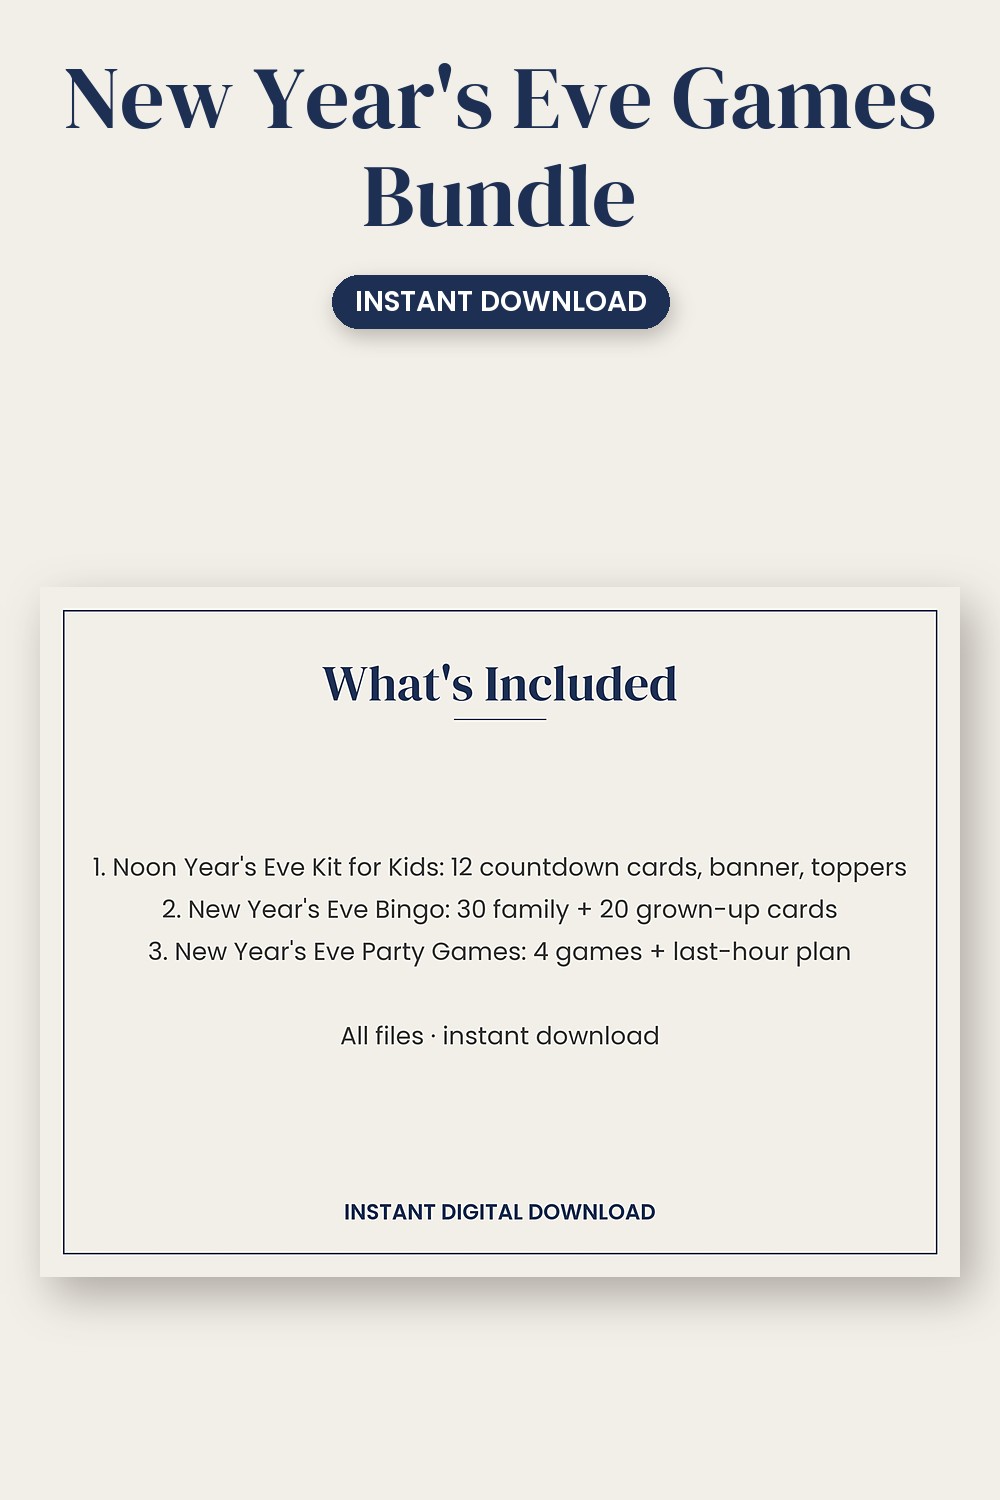 New Year's Eve Games
Bundle
INSTANT DOWNLOAD
What's Included
1. Noon Year's Eve Kit for Kids: 12 countdown cards, banner, toppers
2. New Year's Eve Bingo: 30 family + 20 grown-up cards
3. New Year's Eve Party Games: 4 games + last-hour plan
All files · instant download
INSTANT DIGITAL DOWNLOAD